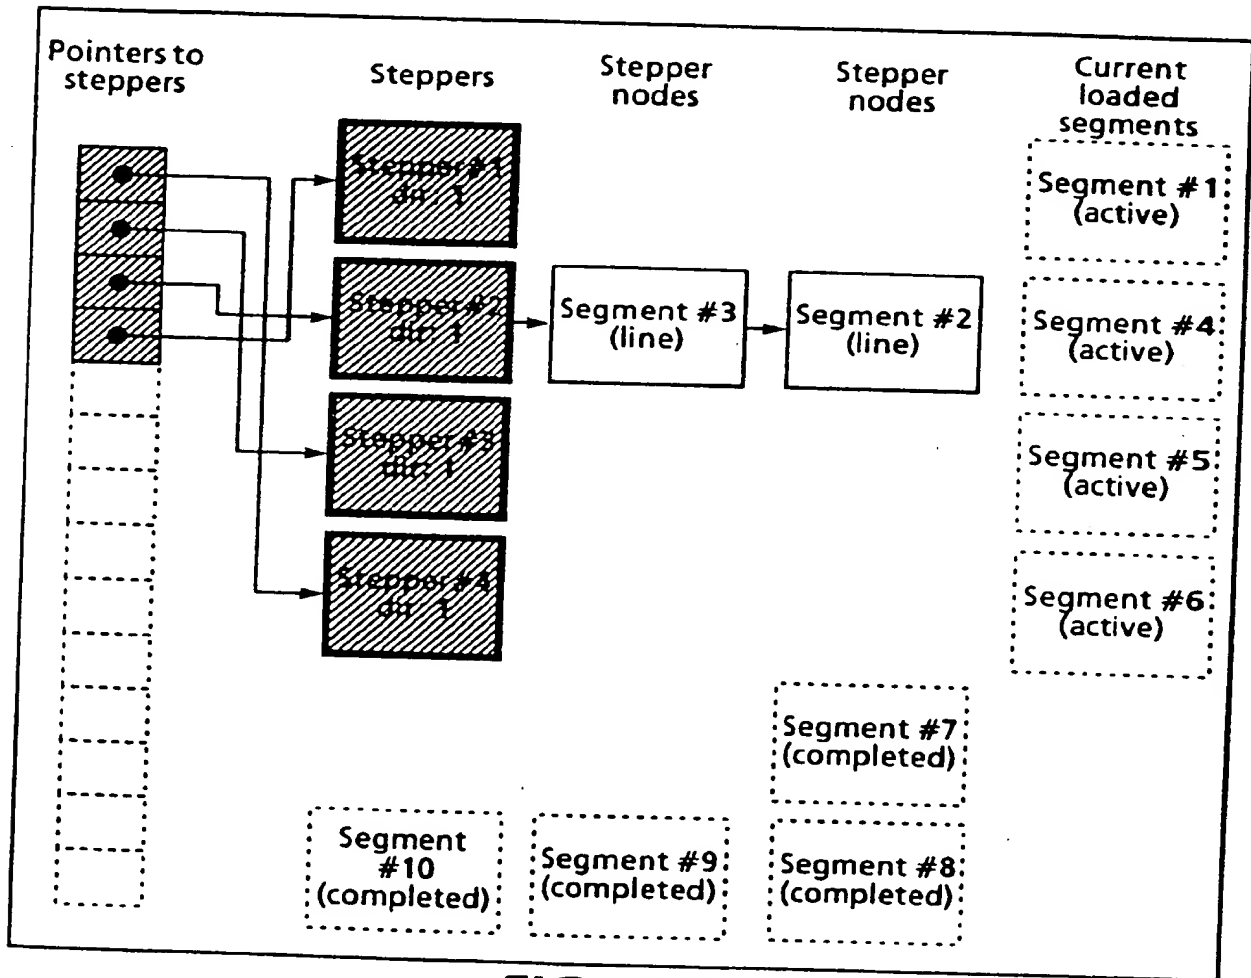 Pointers to
steppers
Steppers
Stepper
nodes
Stepper
nodes
Current
loaded
segments
Stepper#1
dir: 1
Segment #1
(active)
Stepper#2
dir: 1
Segment #3
(line)
Segment #2
(line)
Segment #4
(active)
Stepper#3
dir: 1
Segment #5
(active)
Stepper#4
dir: 1
Segment #6
(active)
Segment #7
(completed)
Segment
#10
(completed)
Segment #9
(completed)
Segment #8
(completed)